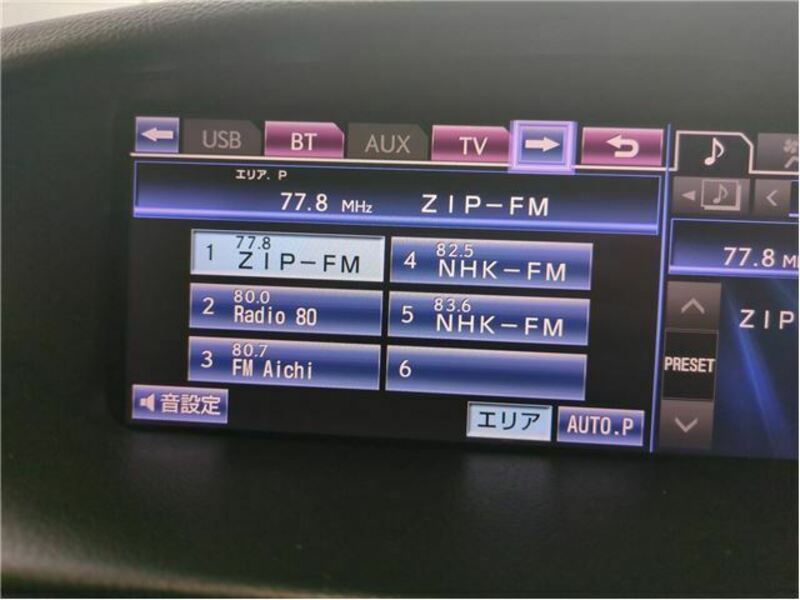 USB BT AUX TV
エリア. P
77.8 MHz ZIP-FM
1 77.8 ZIP-FM
2 80.0 Radio 80
3 80.7 FM Aichi
4 82.5 NHK-FM
5 83.6 NHK-FM
6
音設定
エリア AUTO.P
77.8
ZIP
PRESET